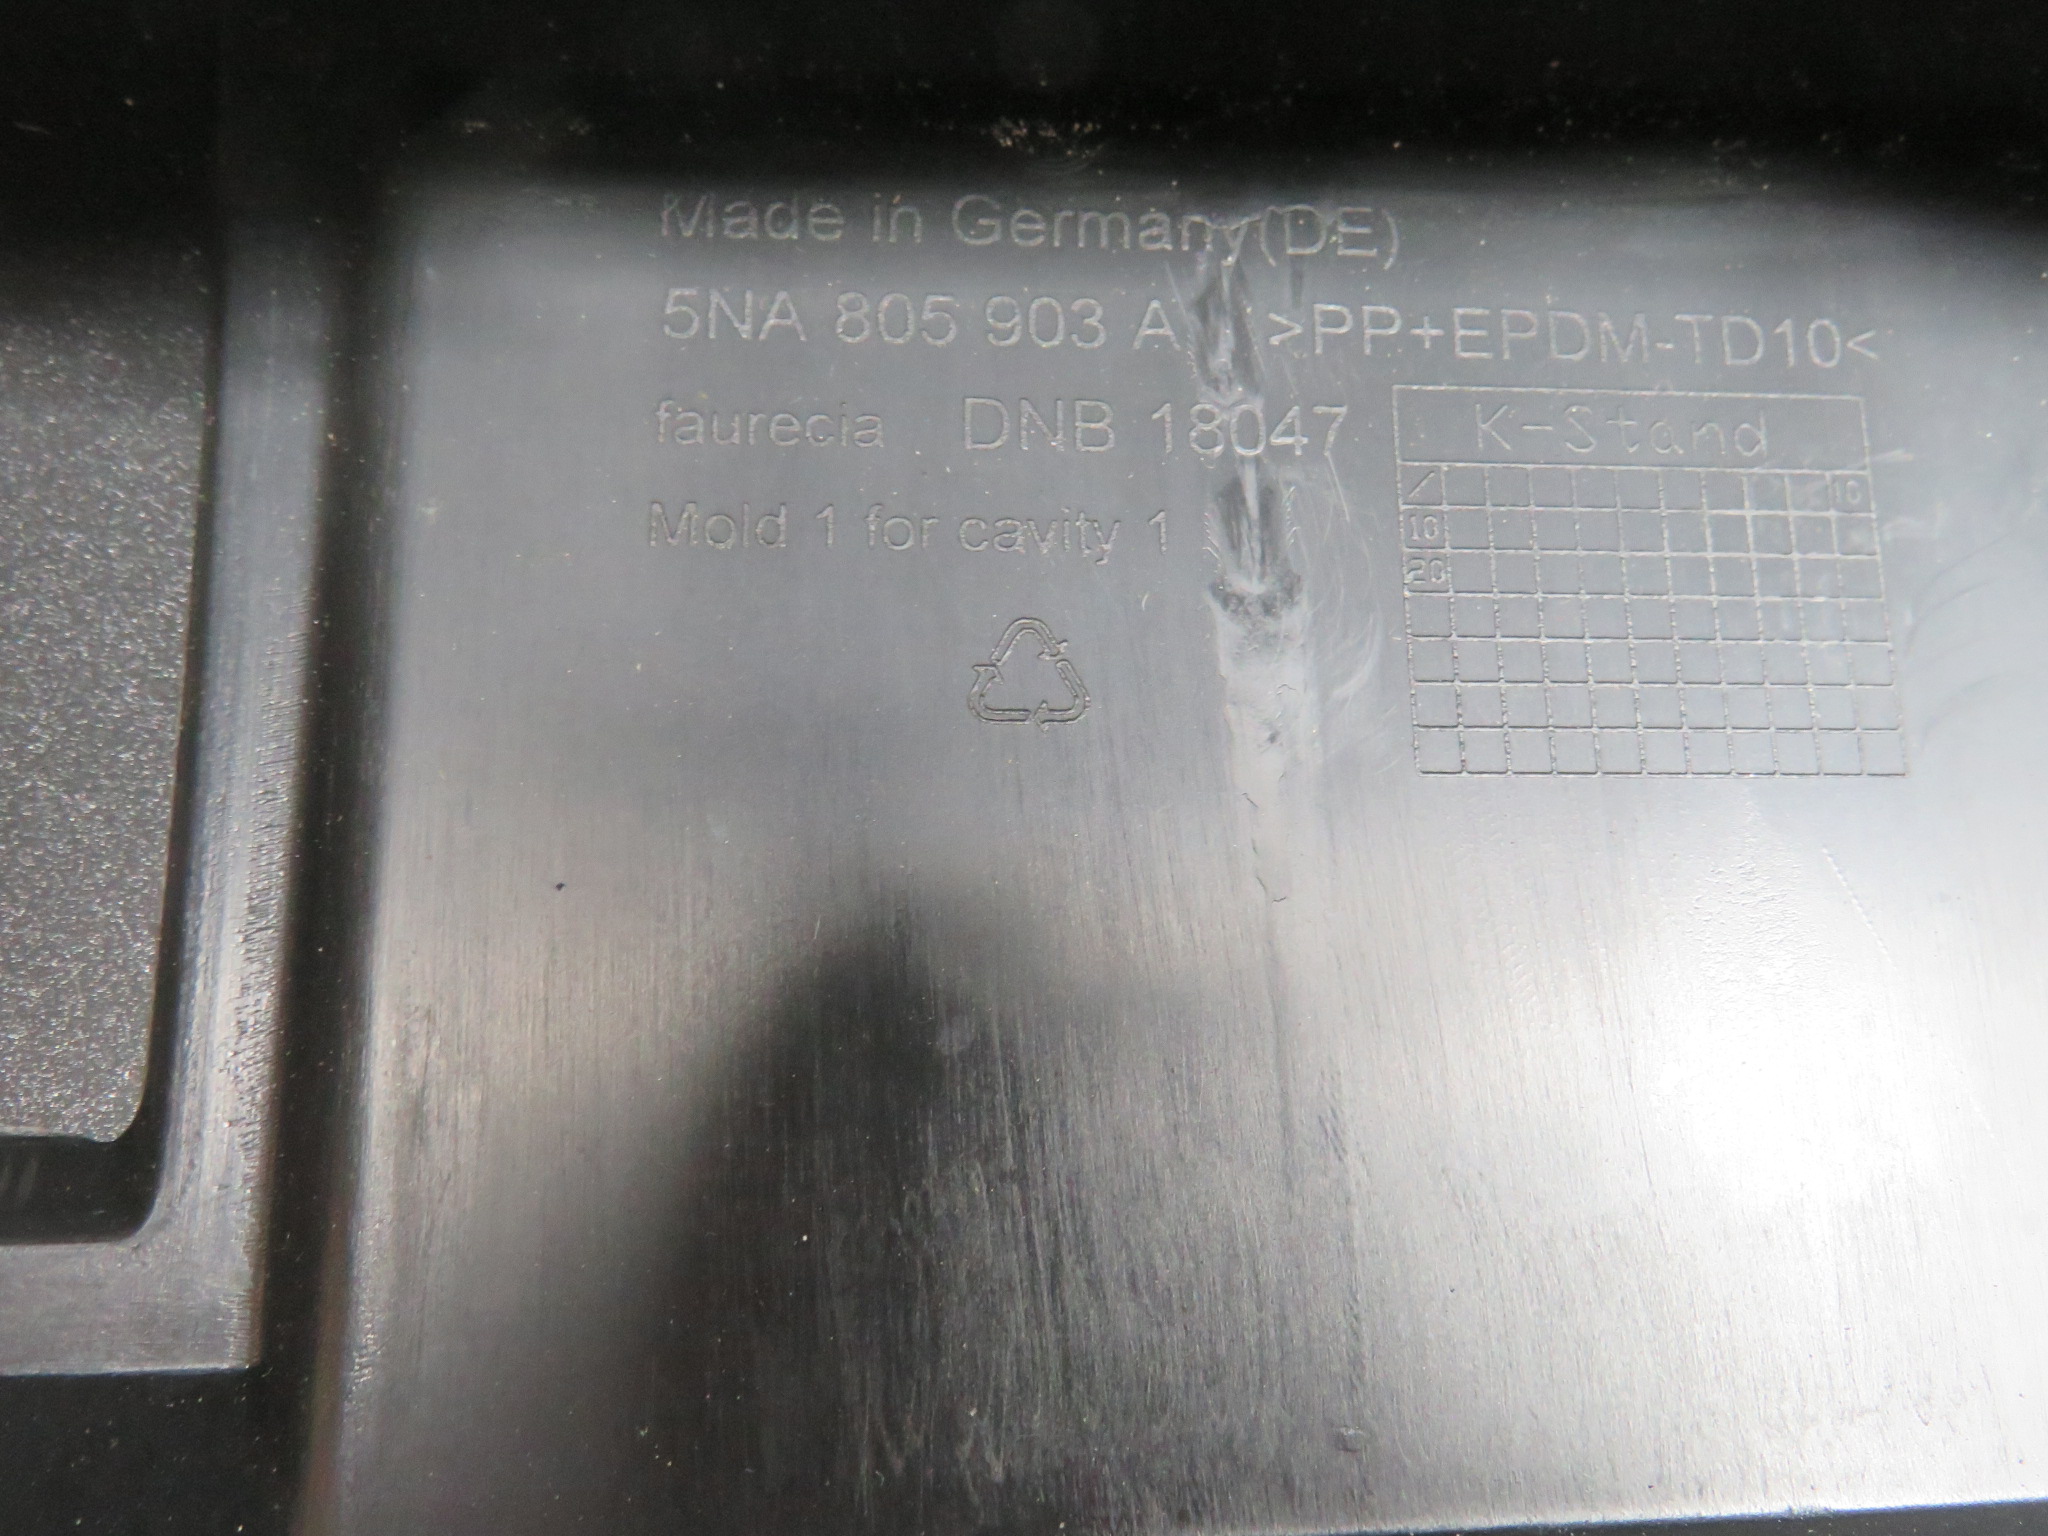 Made in Germany(DE)
5NA 805 903 A >PP+EPDM-TD10<
faurecia DNB 18047
K-Stand
Mold 1 for cavity 1
/ 10
10
20